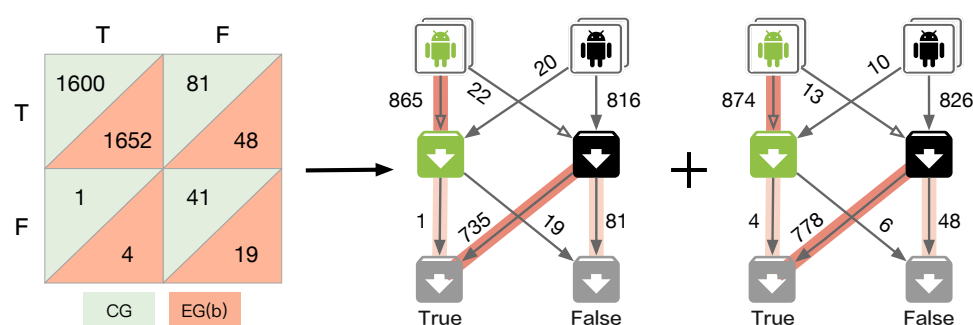 T F
T 1600 81
1652 48
F 1 41
4 19
CG EG(b)
865 22 20 816
1 735 19 81
True False
874 13 10 826
4 778 6 48
True False